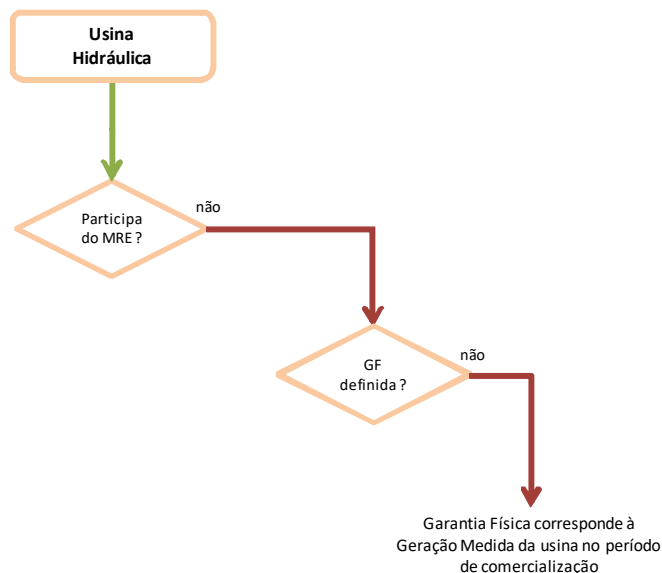 Usina
Hidráulica
Participa
do MRE ?
não
GF
definida ?
não
Garantia Física corresponde à
Geração Medida da usina no período
de comercialização